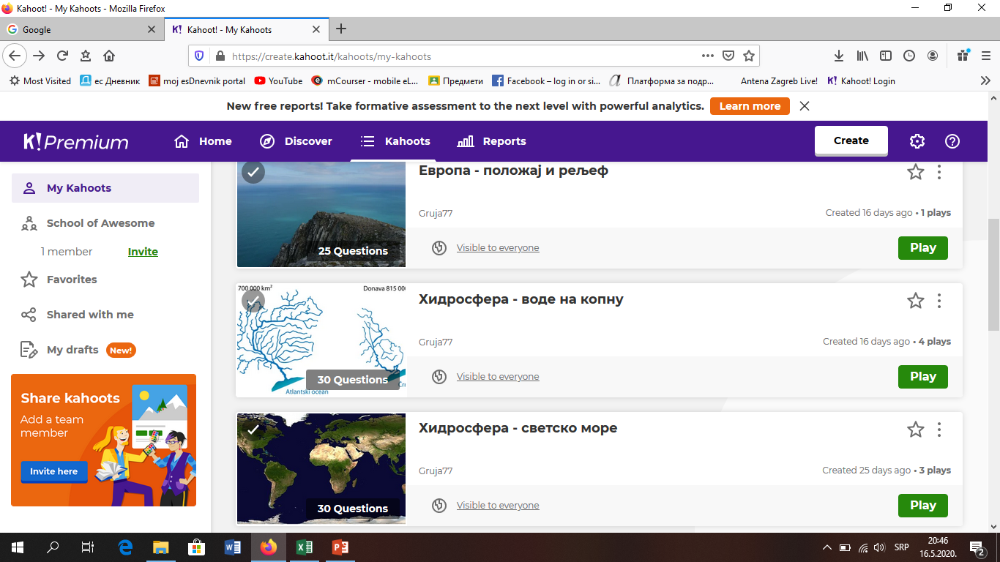 Kahoot! - My Kahoots - Mozilla Firefox
Google
Kahoot! - My Kahoots
https://create.kahoot.it/kahoots/my-kahoots
Most Visited
ес Дневник
moj esDnevnik portal
YouTube
mCourser - mobile eL...
Предмети
Facebook – log in or si...
Платформа за подр...
Antena Zagreb Live!
Kahoot! Login
New free reports! Take formative assessment to the next level with powerful analytics.
Learn more
K! Premium
Home
Discover
Kahoots
Reports
Create
My Kahoots
School of Awesome
1 member
Invite
Favorites
Shared with me
My drafts
New!
Share kahoots
Add a team
member
Invite here
25 Questions
Европа - положај и рељеф
Gruja77
Created 16 days ago • 1 plays
Visible to everyone
Play
700 000 km²
Donava 815 00
Atlantski ocean
30 Questions
Хидросфера - воде на копну
Gruja77
Created 16 days ago • 4 plays
Visible to everyone
Play
30 Questions
Хидросфера - светско море
Gruja77
Created 25 days ago • 3 plays
Visible to everyone
Play
SRP
20:46
16.5.2020.
2